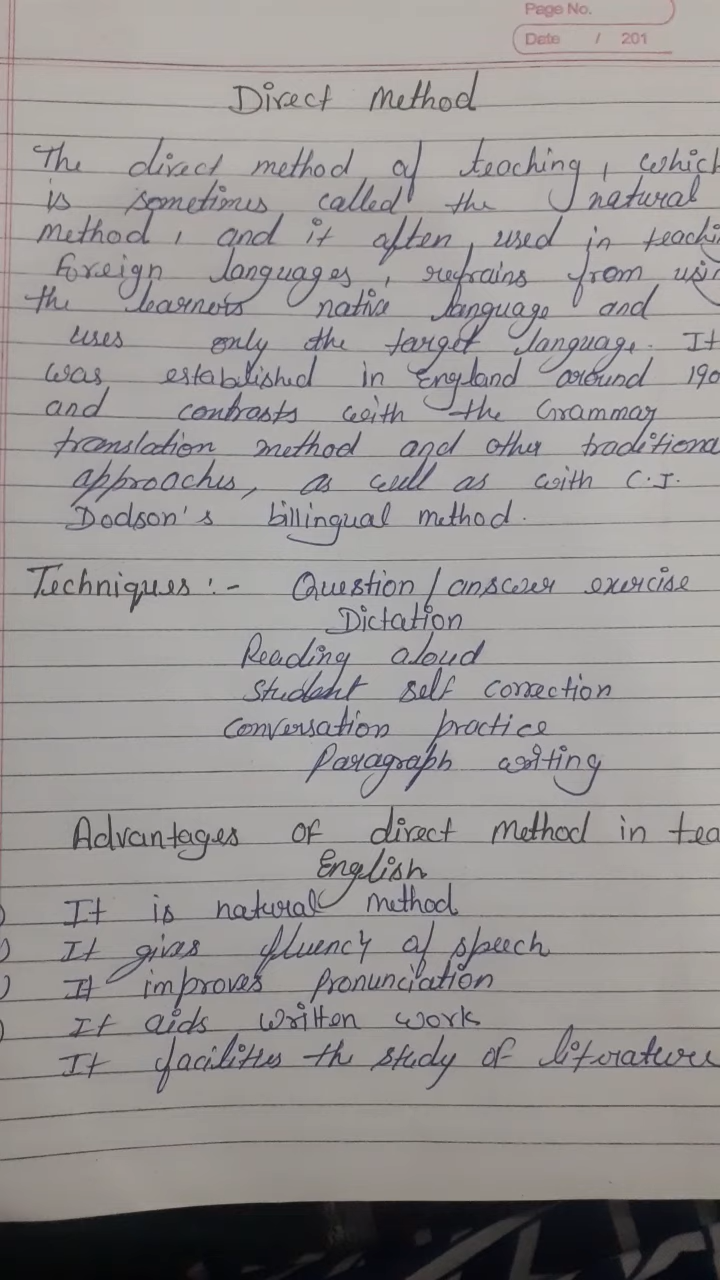 Page No.
Date / 201
Direct Method
The direct method of teaching, which
is sometimes called the natural
method, and it often, used in teachi
foreign languages, refrains from usin
the learners native language and
uses only the target language. It
was established in England around 190
and contrasts with the Grammar
translation method and other traditiona
approaches, as well as with C.J.
Dodson's billingual method.
Techniques :- Question / answer exercise
Dictation
Reading aloud
Student self correction
Conversation practice
Paragraph writing
Advantages of direct method in tea
English
It is natural method
It gives fluency of speech
It improves Pronunciation
It aids written work
It facilities the study of literature